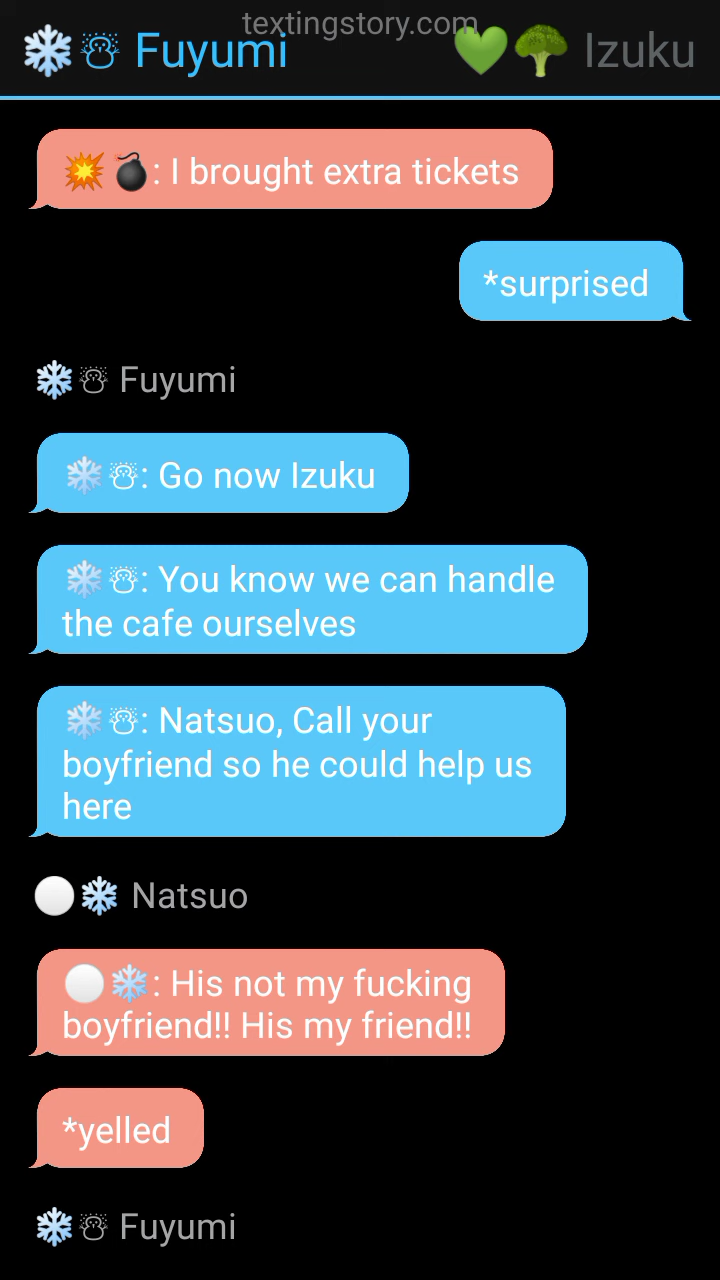 textingstory.com
❄️☃️ Fuyumi
💚🥦 Izuku
💥💣: I brought extra tickets
*surprised
❄️☃️ Fuyumi
❄️☃️: Go now Izuku
❄️☃️: You know we can handle
the cafe ourselves
❄️☃️: Natsuo, Call your
boyfriend so he could help us
here
⚪❄️ Natsuo
⚪❄️: His not my fucking
boyfriend!! His my friend!!
*yelled
❄️☃️ Fuyumi